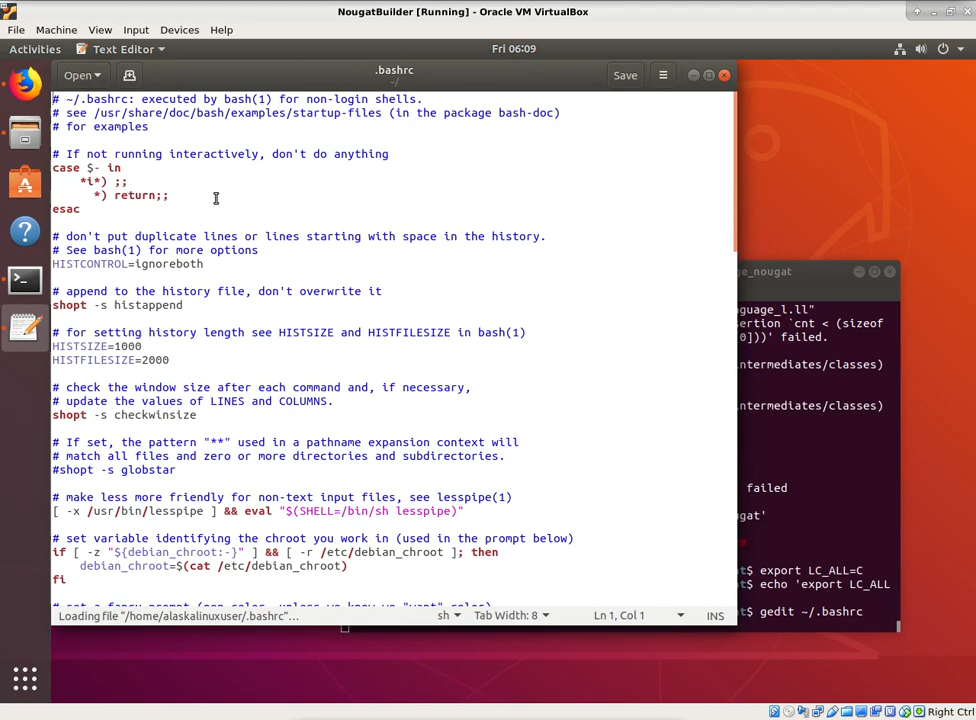 NougatBuilder [Running] - Oracle VM VirtualBox
File Machine View Input Devices Help
Activities Text Editor Fri 06:09
Open .bashrc Save
~/
# ~/.bashrc: executed by bash(1) for non-login shells.
# see /usr/share/doc/bash/examples/startup-files (in the package bash-doc)
# for examples
# If not running interactively, don't do anything
case $- in
*i*) ;;
*) return;;
esac
# don't put duplicate lines or lines starting with space in the history.
# See bash(1) for more options
HISTCONTROL=ignoreboth
# append to the history file, don't overwrite it
shopt -s histappend
# for setting history length see HISTSIZE and HISTFILESIZE in bash(1)
HISTSIZE=1000
HISTFILESIZE=2000
# check the window size after each command and, if necessary,
# update the values of LINES and COLUMNS.
shopt -s checkwinsize
# If set, the pattern "**" used in a pathname expansion context will
# match all files and zero or more directories and subdirectories.
#shopt -s globstar
# make less more friendly for non-text input files, see lesspipe(1)
[ -x /usr/bin/lesspipe ] && eval "$(SHELL=/bin/sh lesspipe)"
# set variable identifying the chroot you work in (used in the prompt below)
if [ -z "${debian_chroot:-}" ] && [ -r /etc/debian_chroot ]; then
debian_chroot=$(cat /etc/debian_chroot)
fi
Loading file "/home/alaskalinuxuser/.bashrc"… sh Tab Width: 8 Ln 1, Col 1 INS
ge_nougat
guage_l.ll"
sertion `cnt < (sizeof
0]))' failed.
ntermediates/classes)
ntermediates/classes)
failed
gat'
t$ export LC_ALL=C
t$ echo 'export LC_ALL
t$ gedit ~/.bashrc
Right Ctrl